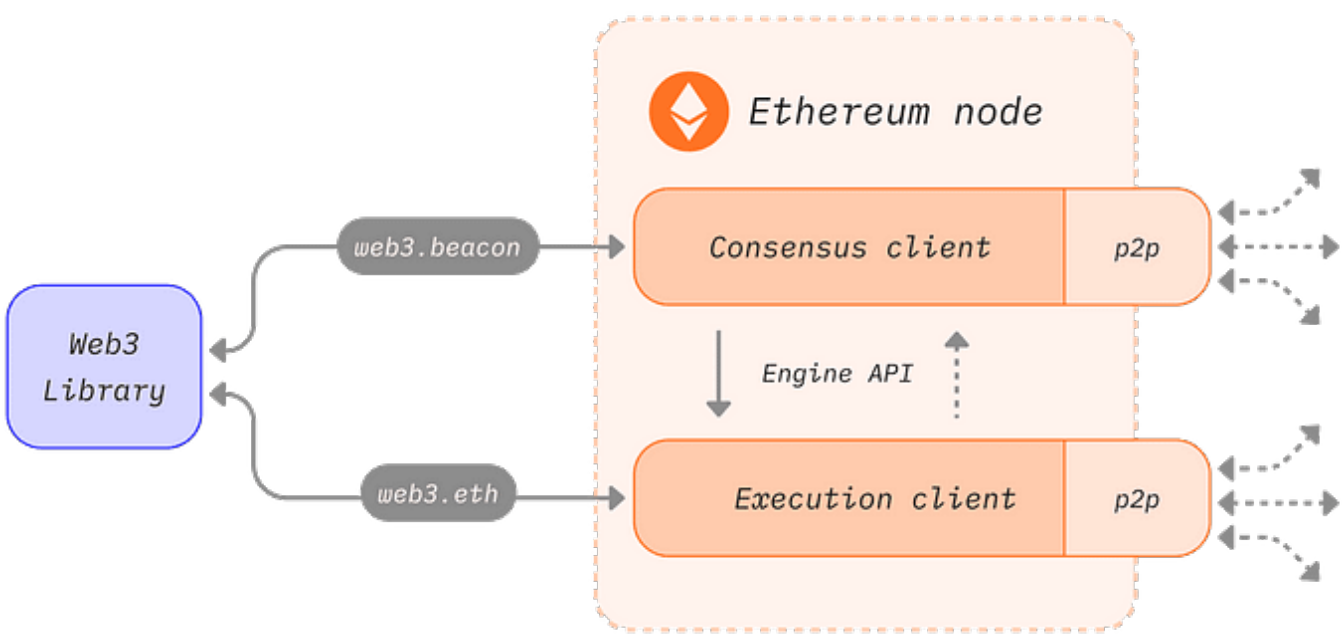 Ethereum node
web3.beacon
Consensus client
p2p
Web3
Library
Engine API
web3.eth
Execution client
p2p